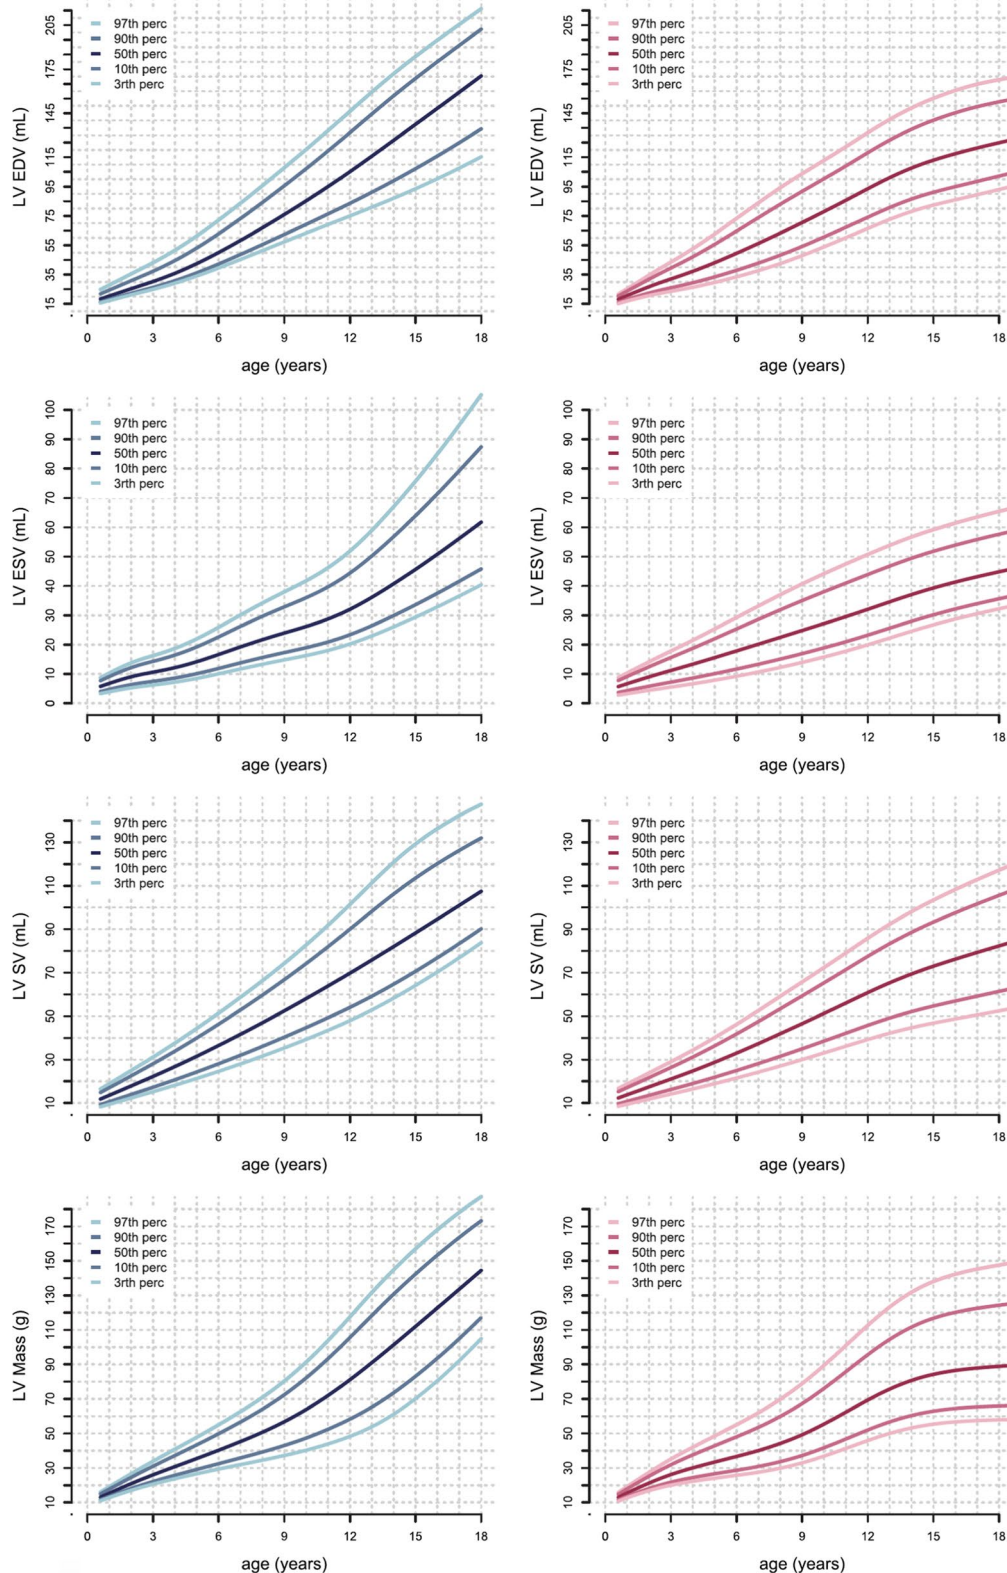 LV EDV (mL)
205
175
145
115
95
75
55
35
15
97th perc
90th perc
50th perc
10th perc
3rth perc
0 3 6 9 12 15 18
age (years)
LV EDV (mL)
205
175
145
115
95
75
55
35
15
97th perc
90th perc
50th perc
10th perc
3rth perc
0 3 6 9 12 15 18
age (years)
LV ESV (mL)
100
90
80
70
60
50
40
30
20
10
0
97th perc
90th perc
50th perc
10th perc
3rth perc
0 3 6 9 12 15 18
age (years)
LV ESV (mL)
100
90
80
70
60
50
40
30
20
10
0
97th perc
90th perc
50th perc
10th perc
3rth perc
0 3 6 9 12 15 18
age (years)
LV SV (mL)
130
110
90
70
50
30
10
97th perc
90th perc
50th perc
10th perc
3rth perc
0 3 6 9 12 15 18
age (years)
LV SV (mL)
130
110
90
70
50
30
10
97th perc
90th perc
50th perc
10th perc
3rth perc
0 3 6 9 12 15 18
age (years)
LV Mass (g)
170
150
130
110
90
70
50
30
10
97th perc
90th perc
50th perc
10th perc
3rth perc
0 3 6 9 12 15 18
age (years)
LV Mass (g)
170
150
130
110
90
70
50
30
10
97th perc
90th perc
50th perc
10th perc
3rth perc
0 3 6 9 12 15 18
age (years)